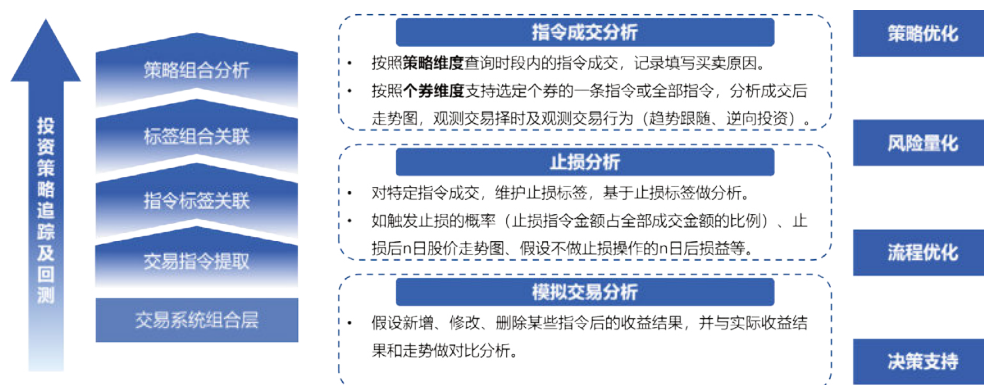 投资策略追踪及回测
策略组合分析
标签组合关联
指令标签关联
交易指令提取
交易系统组合层
指令成交分析
• 按照策略维度查询时段内的指令成交，记录填写买卖原因。
• 按照个券维度支持选定个券的一条指令或全部指令，分析成交后
走势图，观测交易择时及观测交易行为（趋势跟随、逆向投资）。
止损分析
• 对特定指令成交，维护止损标签，基于止损标签做分析。
• 如触发止损的概率（止损指令金额占全部成交金额的比例）、止
损后n日股价走势图、假设不做止损操作的n日后损益等。
模拟交易分析
• 假设新增、修改、删除某些指令后的收益结果，并与实际收益结
果和走势做对比分析。
策略优化
风险量化
流程优化
决策支持